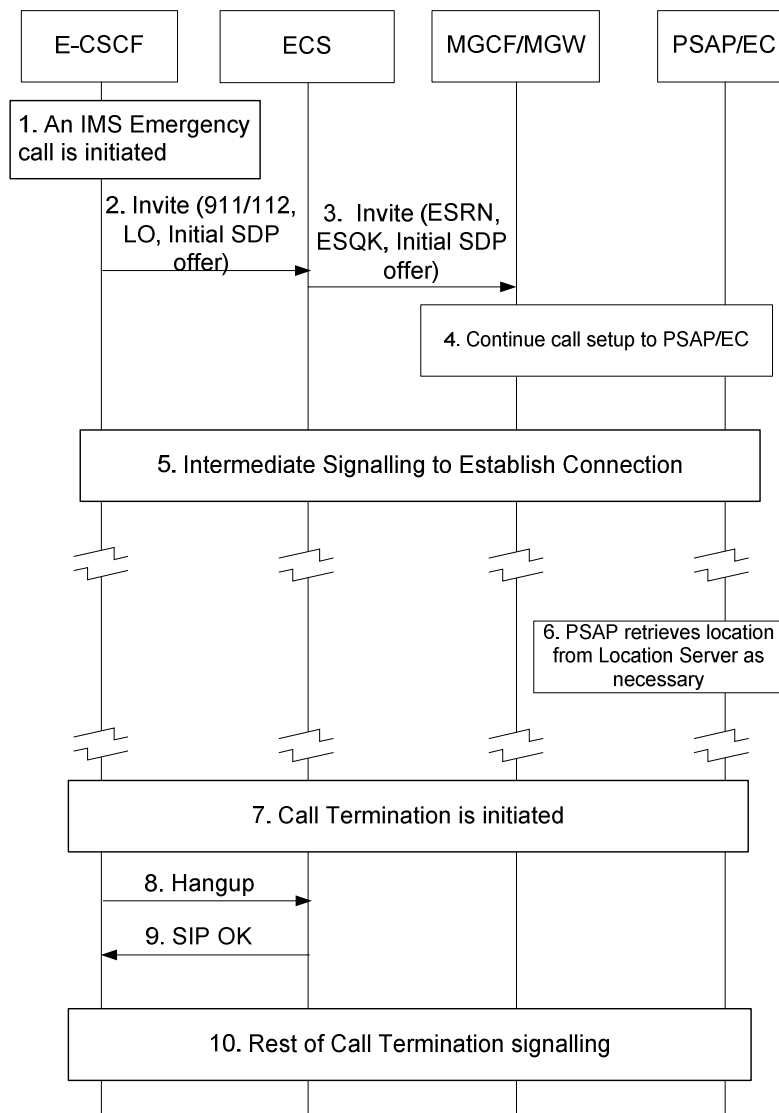 E-CSCF
ECS
MGCF/MGW
PSAP/EC
1. An IMS Emergency
call is initiated
2. Invite (911/112,
LO, Initial SDP
offer)
3. Invite (ESRN,
ESQK, Initial SDP
offer)
4. Continue call setup to PSAP/EC
5. Intermediate Signalling to Establish Connection
6. PSAP retrieves location
from Location Server as
necessary
7. Call Termination is initiated
8. Hangup
9. SIP OK
10. Rest of Call Termination signalling